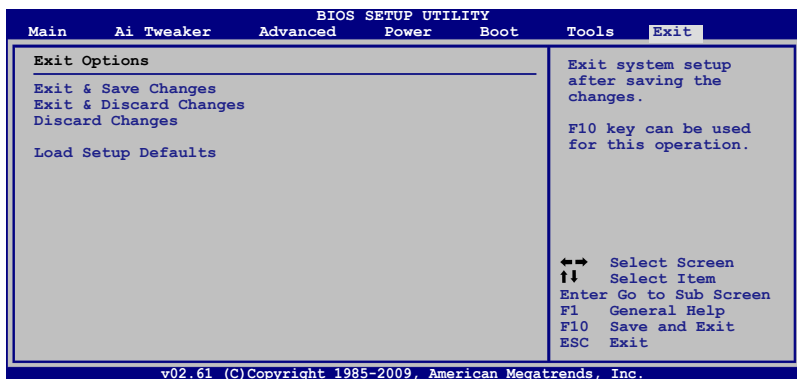 BIOS SETUP UTILITY
Main Ai Tweaker Advanced Power Boot Tools Exit
Exit Options
Exit & Save Changes
Exit & Discard Changes
Discard Changes
Load Setup Defaults
Exit system setup
after saving the
changes.
F10 key can be used
for this operation.
←→ Select Screen
↑↓ Select Item
Enter Go to Sub Screen
F1 General Help
F10 Save and Exit
ESC Exit
v02.61 (C)Copyright 1985-2009, American Megatrends, Inc.